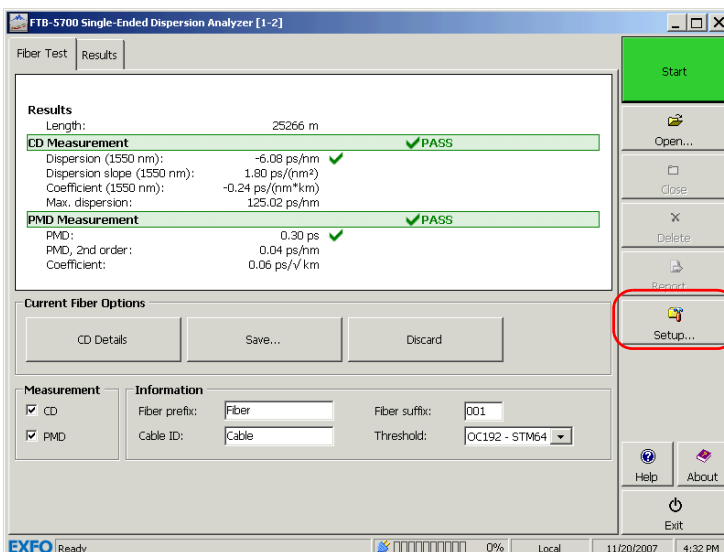 FTB-5700 Single-Ended Dispersion Analyzer [1-2]
Fiber Test Results
Results
Length: 25266 m
CD Measurement PASS
Dispersion (1550 nm): -6.08 ps/nm
Dispersion slope (1550 nm): 1.80 ps/(nm²)
Coefficient (1550 nm): -0.24 ps/(nm*km)
Max. dispersion: 125.02 ps/nm
PMD Measurement PASS
PMD: 0.30 ps
PMD, 2nd order: 0.04 ps/nm
Coefficient: 0.06 ps/√km
Current Fiber Options
CD Details Save... Discard
Measurement
CD
PMD
Information
Fiber prefix: Fiber Fiber suffix: 001
Cable ID: Cable Threshold: OC192 - STM64
Start
Open...
Close
Delete
Report...
Setup...
Help About
Exit
EXFO Ready 0% Local 11/20/2007 4:32 PM